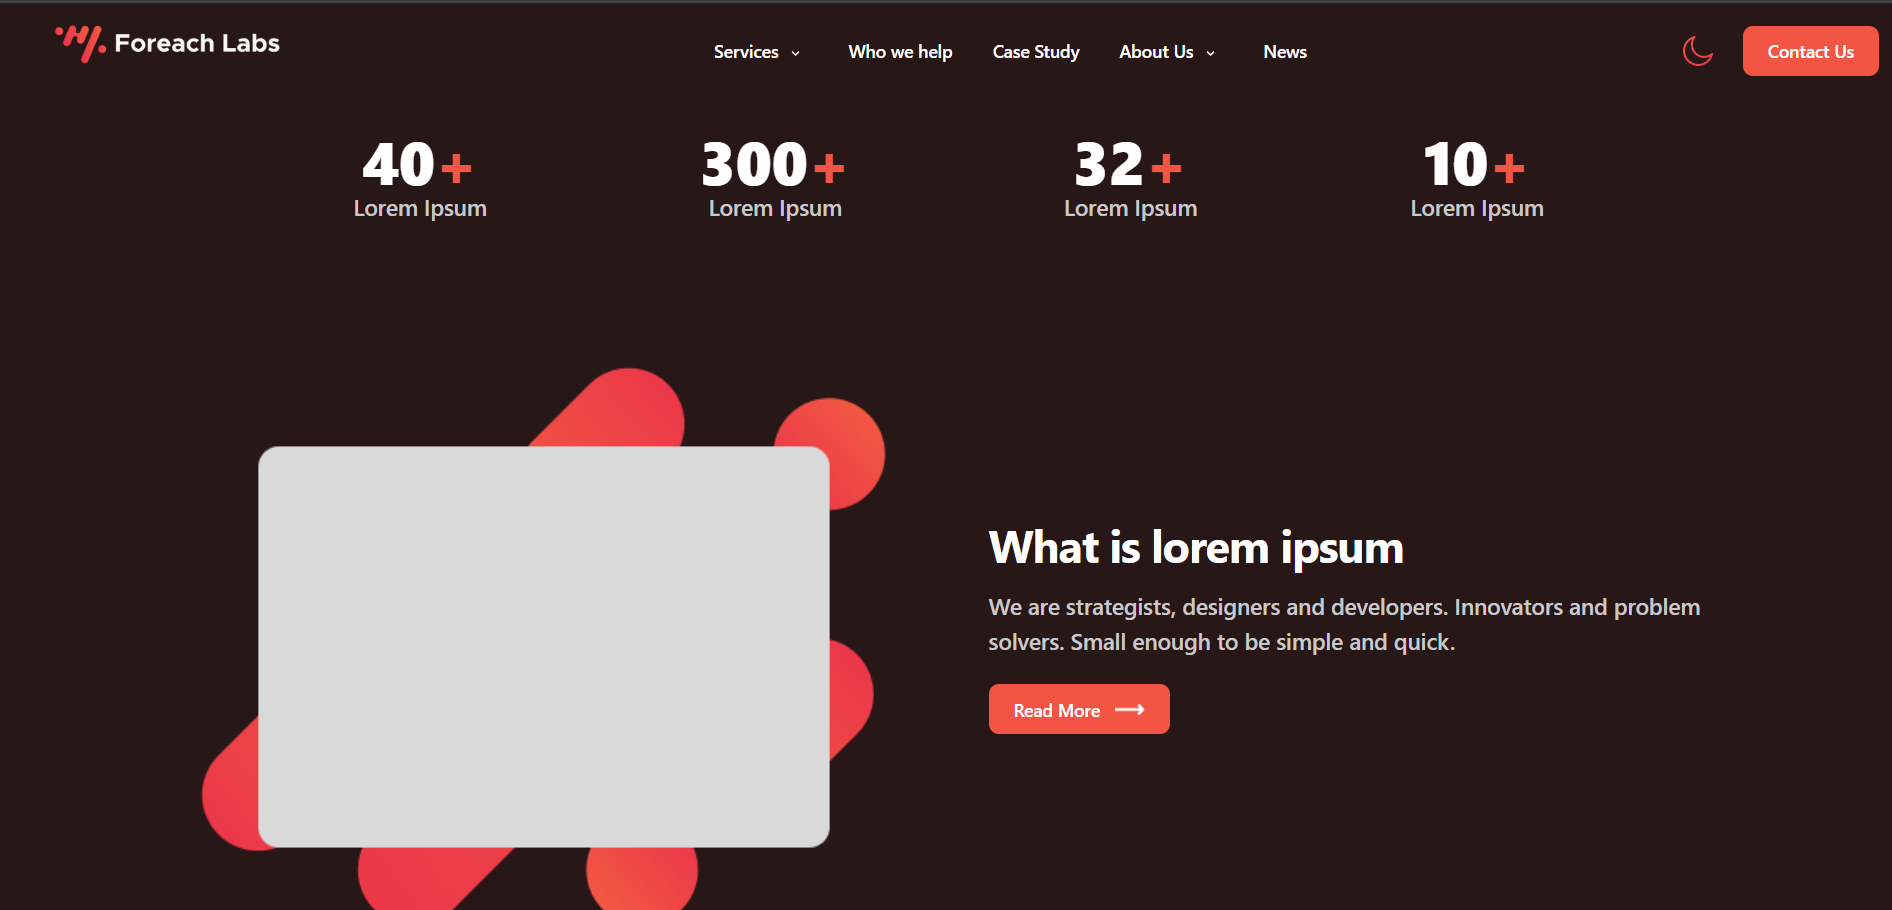 Foreach Labs
Services Who we help Case Study About Us News
Contact Us
40+ 300+ 32+ 10+
Lorem Ipsum Lorem Ipsum Lorem Ipsum Lorem Ipsum
What is lorem ipsum
We are strategists, designers and developers. Innovators and problem
solvers. Small enough to be simple and quick.
Read More